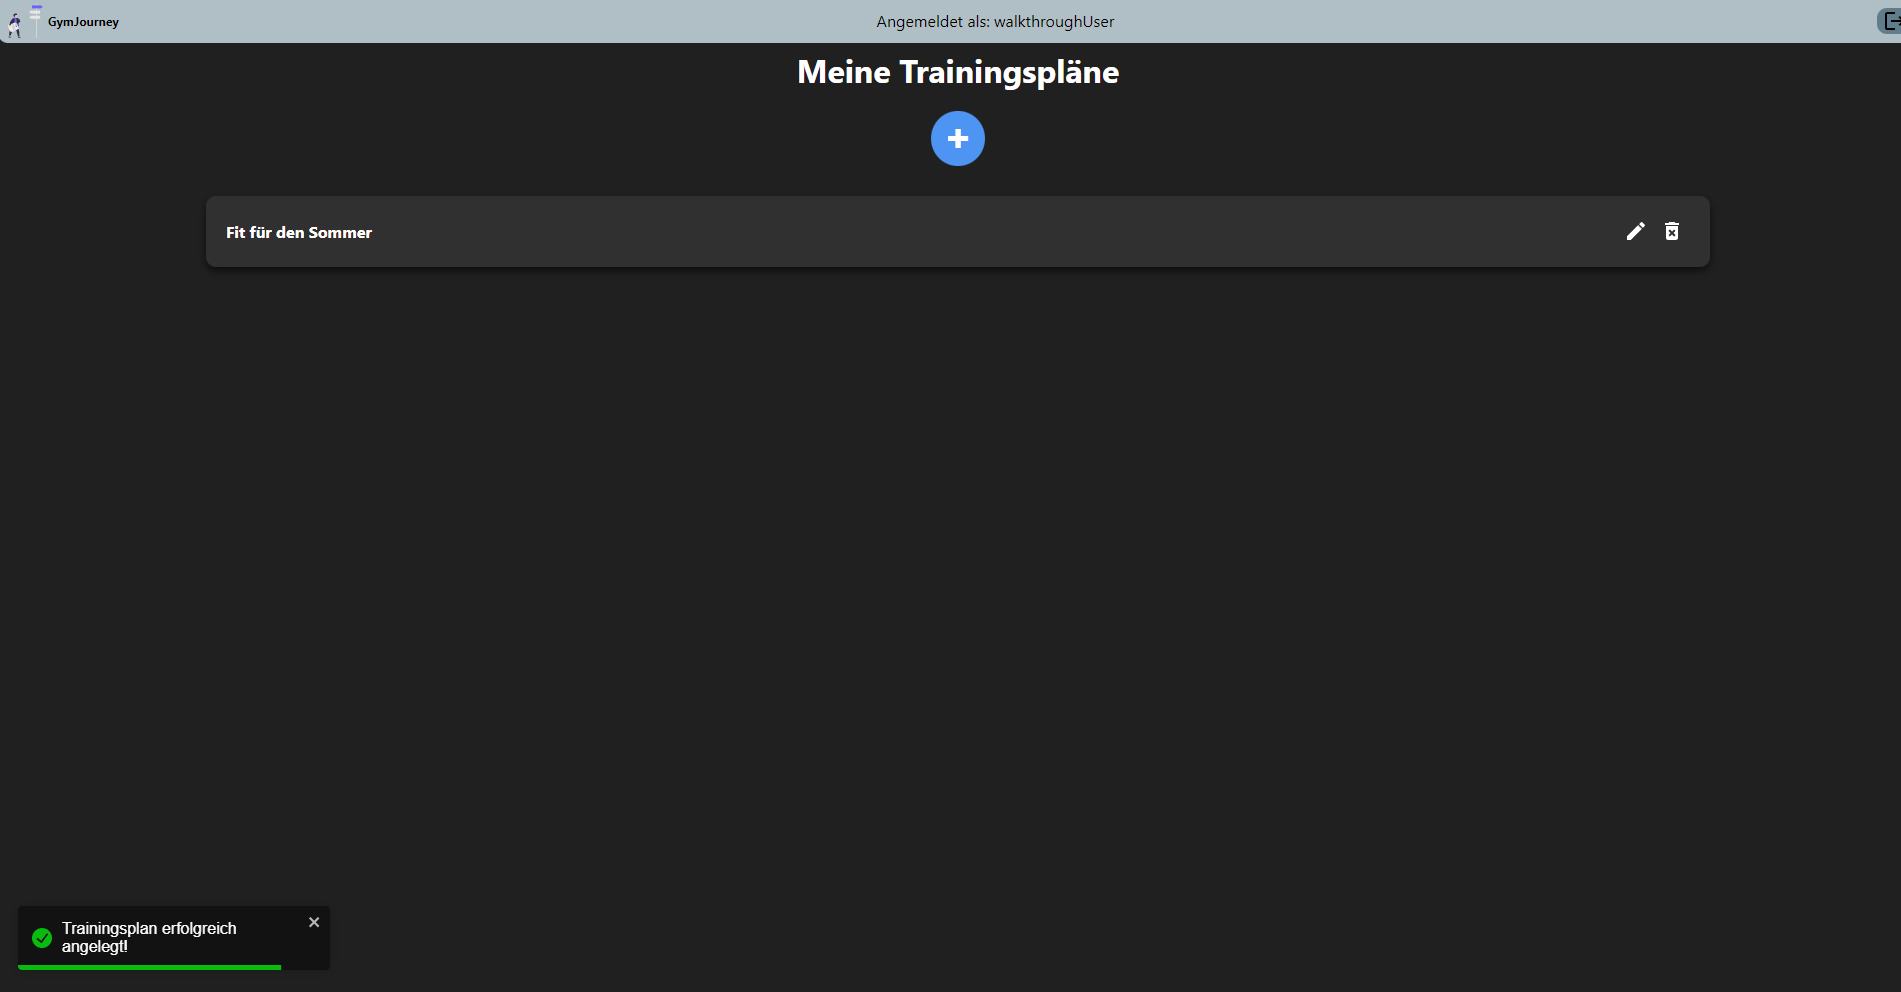 GymJourney
Angemeldet als: walkthroughUser
Meine Trainingspläne
Fit für den Sommer
Trainingsplan erfolgreich
angelegt!